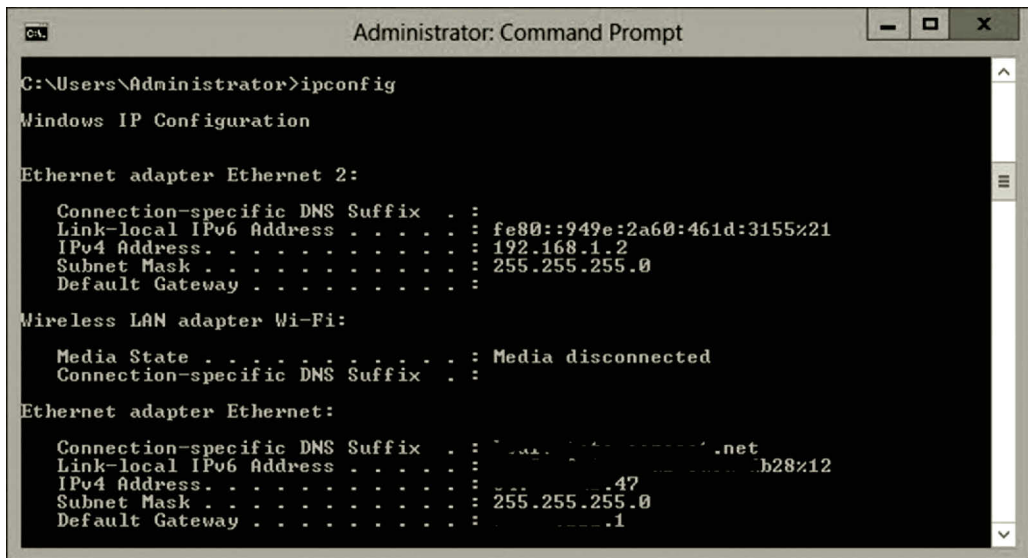 Administrator: Command Prompt
C:\Users\Administrator>ipconfig
Windows IP Configuration
Ethernet adapter Ethernet 2:
Connection-specific DNS Suffix . :
Link-local IPv6 Address . . . . . : fe80::949e:2a60:461d:3155%21
IPv4 Address. . . . . . . . . . . : 192.168.1.2
Subnet Mask . . . . . . . . . . . : 255.255.255.0
Default Gateway . . . . . . . . . :
Wireless LAN adapter Wi-Fi:
Media State . . . . . . . . . . . : Media disconnected
Connection-specific DNS Suffix . :
Ethernet adapter Ethernet:
Connection-specific DNS Suffix . : .net
Link-local IPv6 Address . . . . . : b28%12
IPv4 Address. . . . . . . . . . . : .47
Subnet Mask . . . . . . . . . . . : 255.255.255.0
Default Gateway . . . . . . . . . : .1